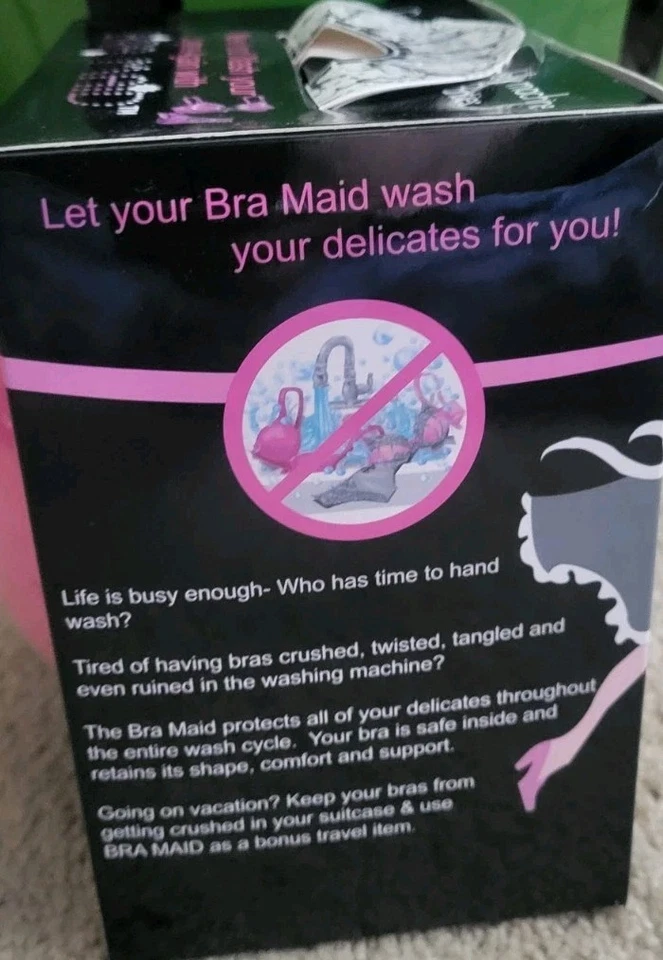 Let your Bra Maid wash
your delicates for you!
Life is busy enough- Who has time to hand
wash?
Tired of having bras crushed, twisted, tangled and
even ruined in the washing machine?
The Bra Maid protects all of your delicates throughout
the entire wash cycle. Your bra is safe inside and
retains its shape, comfort and support.
Going on vacation? Keep your bras from
getting crushed in your suitcase & use
BRA MAID as a bonus travel item.